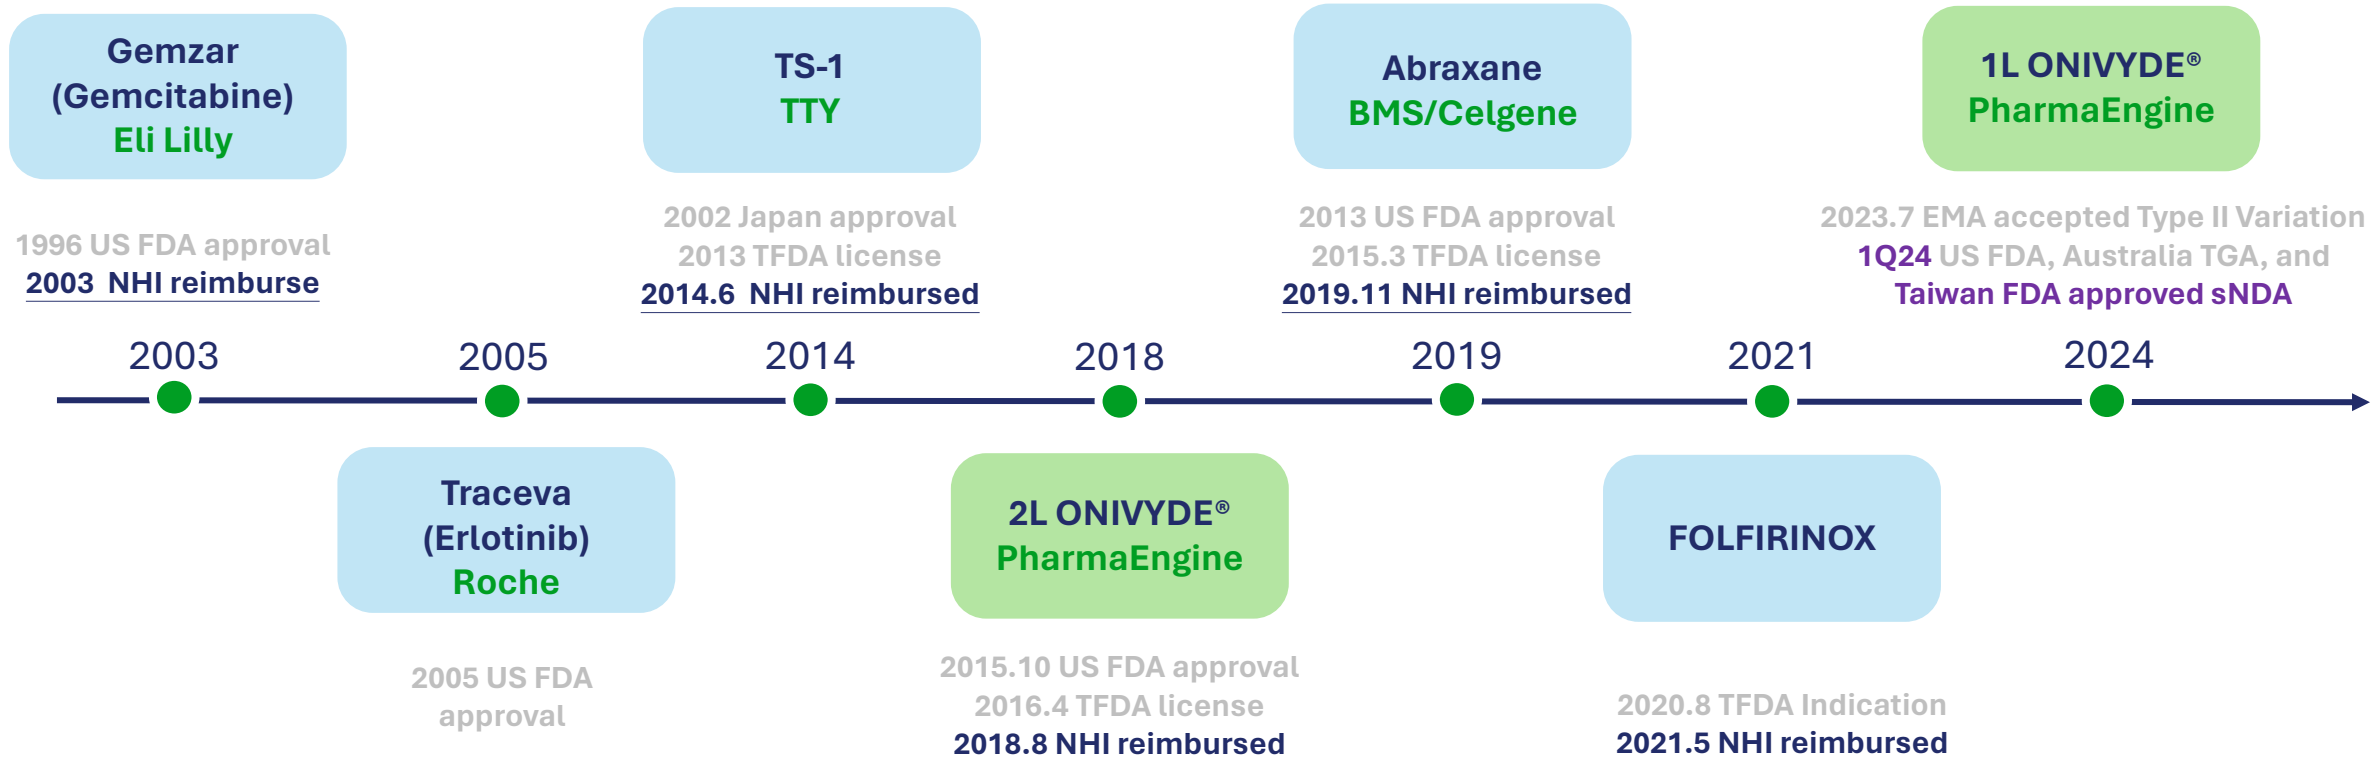 Gemzar
(Gemcitabine)
Eli Lilly
1996 US FDA approval
2003 NHI reimburse
TS-1
TTY
2002 Japan approval
2013 TFDA license
2014.6 NHI reimbursed
Abraxane
BMS/Celgene
2013 US FDA approval
2015.3 TFDA license
2019.11 NHI reimbursed
1L ONIVYDE®
PharmaEngine
2023.7 EMA accepted Type II Variation
1Q24 US FDA, Australia TGA, and
Taiwan FDA approved sNDA
2003
2005
2014
2018
2019
2021
2024
Traceva
(Erlotinib)
Roche
2005 US FDA
approval
2L ONIVYDE®
PharmaEngine
2015.10 US FDA approval
2016.4 TFDA license
2018.8 NHI reimbursed
FOLFIRINOX
2020.8 TFDA Indication
2021.5 NHI reimbursed